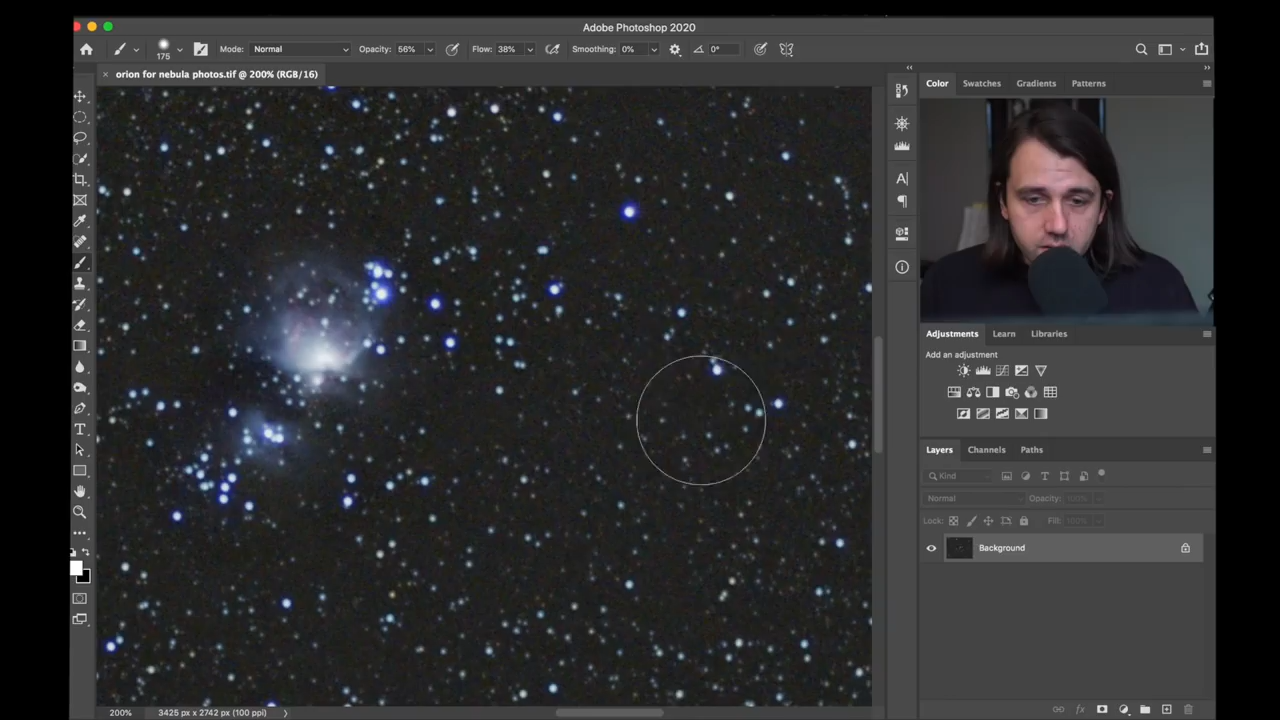 Adobe Photoshop 2020
175
Mode: Normal Opacity: 56% Flow: 38% Smoothing: 0% 0°
× orion for nebula photos.tif @ 200% (RGB/16)
Color Swatches Gradients Patterns
Adjustments Learn Libraries
Add an adjustment
Layers Channels Paths
Kind
Normal Opacity: 100%
Lock: Fill: 100%
Background
200% 3425 px x 2742 px (100 ppi)